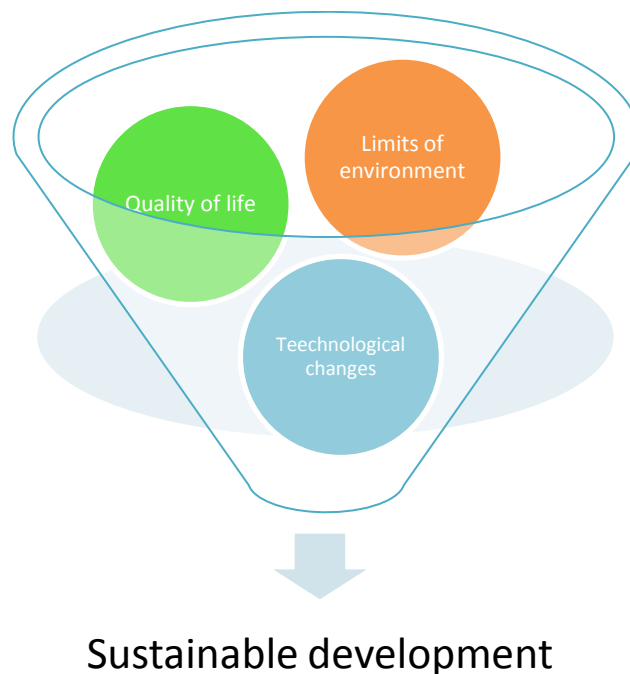 Limits of
environment
Quality of life
Teechnological
changes
Sustainable development